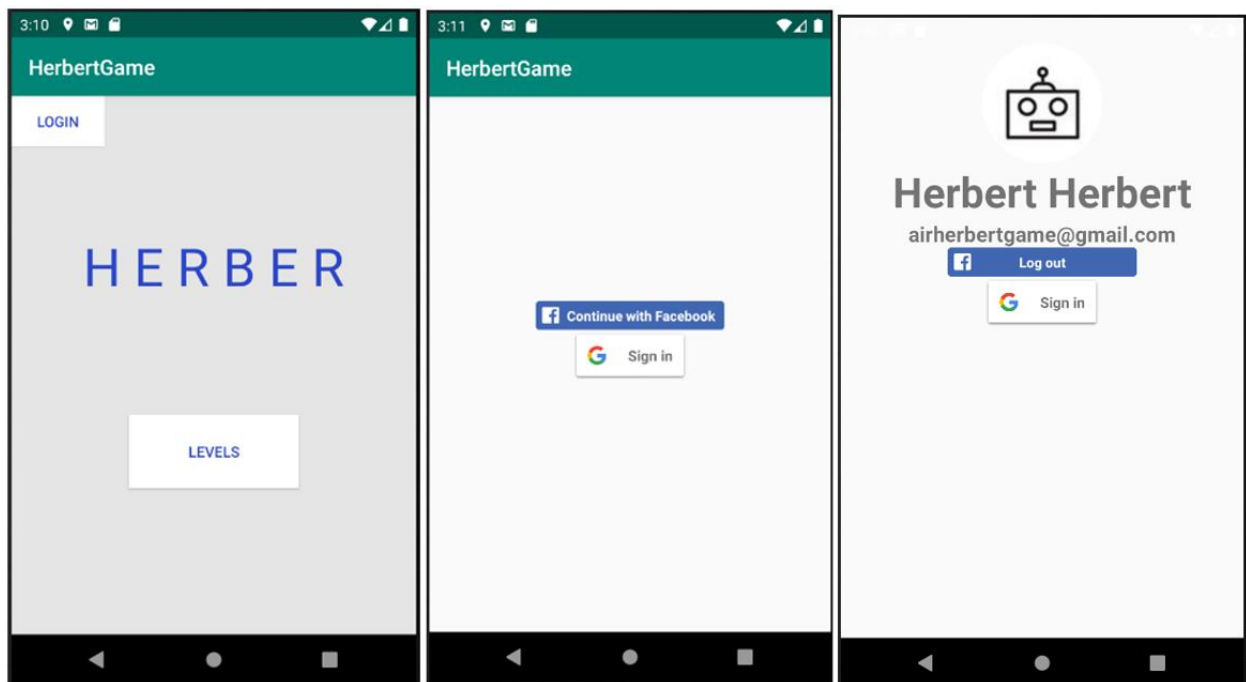 3:10
HerbertGame
LOGIN
H E R B E R
LEVELS
3:11
HerbertGame
Continue with Facebook
Sign in
Herbert Herbert
airherbertgame@gmail.com
Log out
Sign in